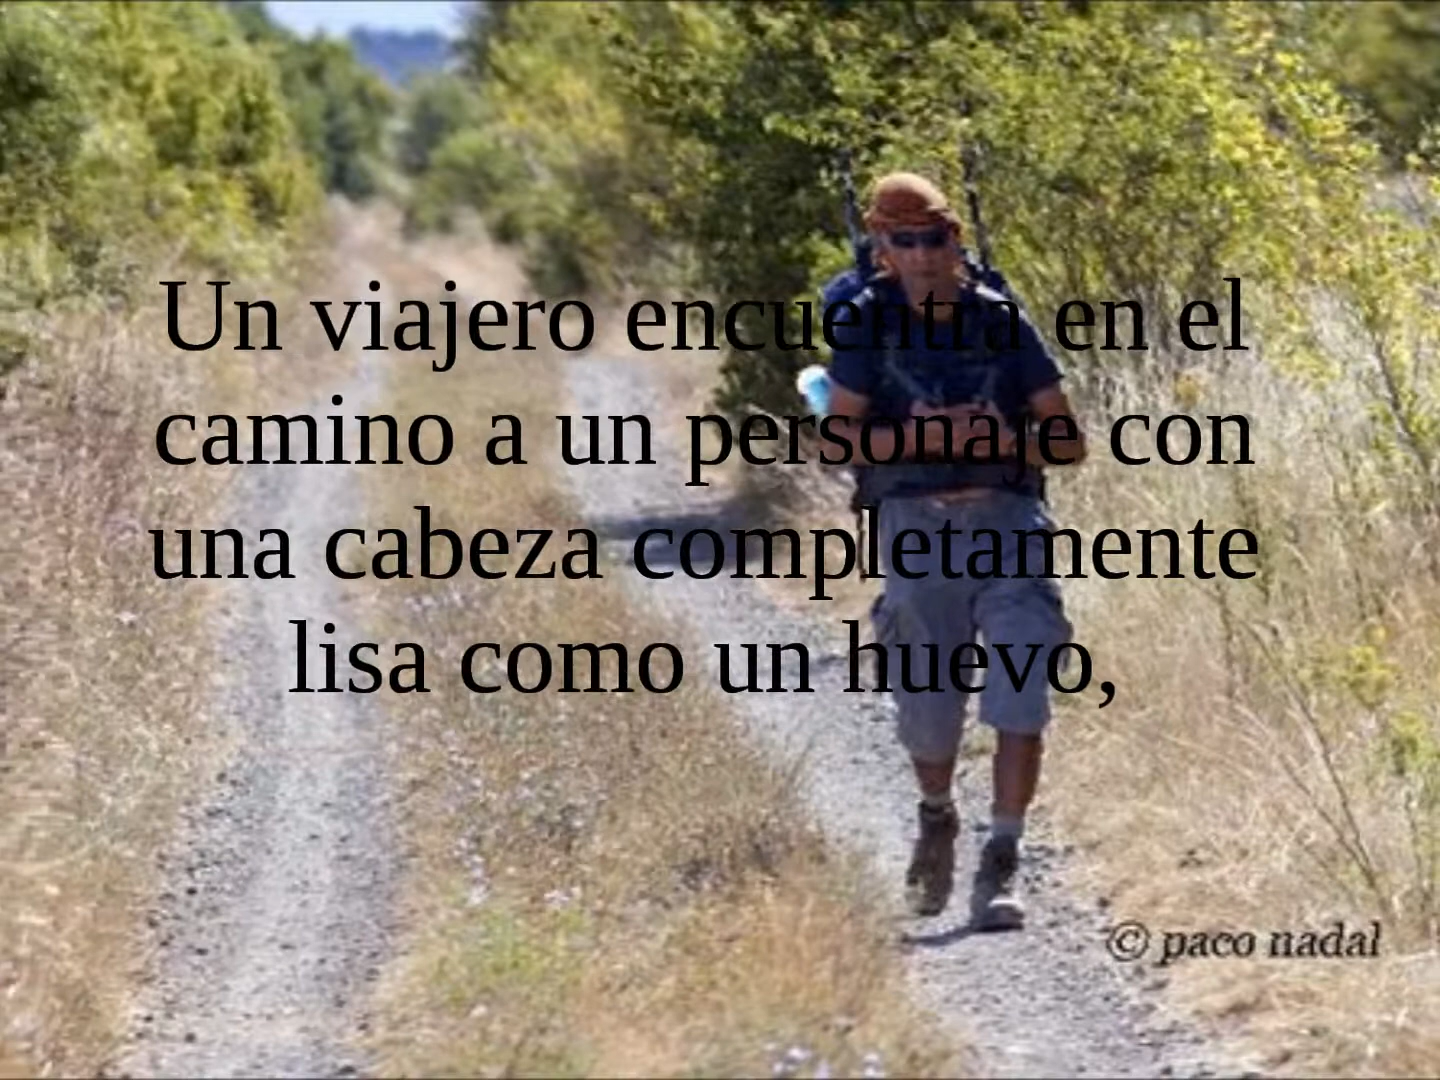 Un viajero encuentra en el
camino a un personaje con
una cabeza completamente
lisa como un huevo,
© paco nadal